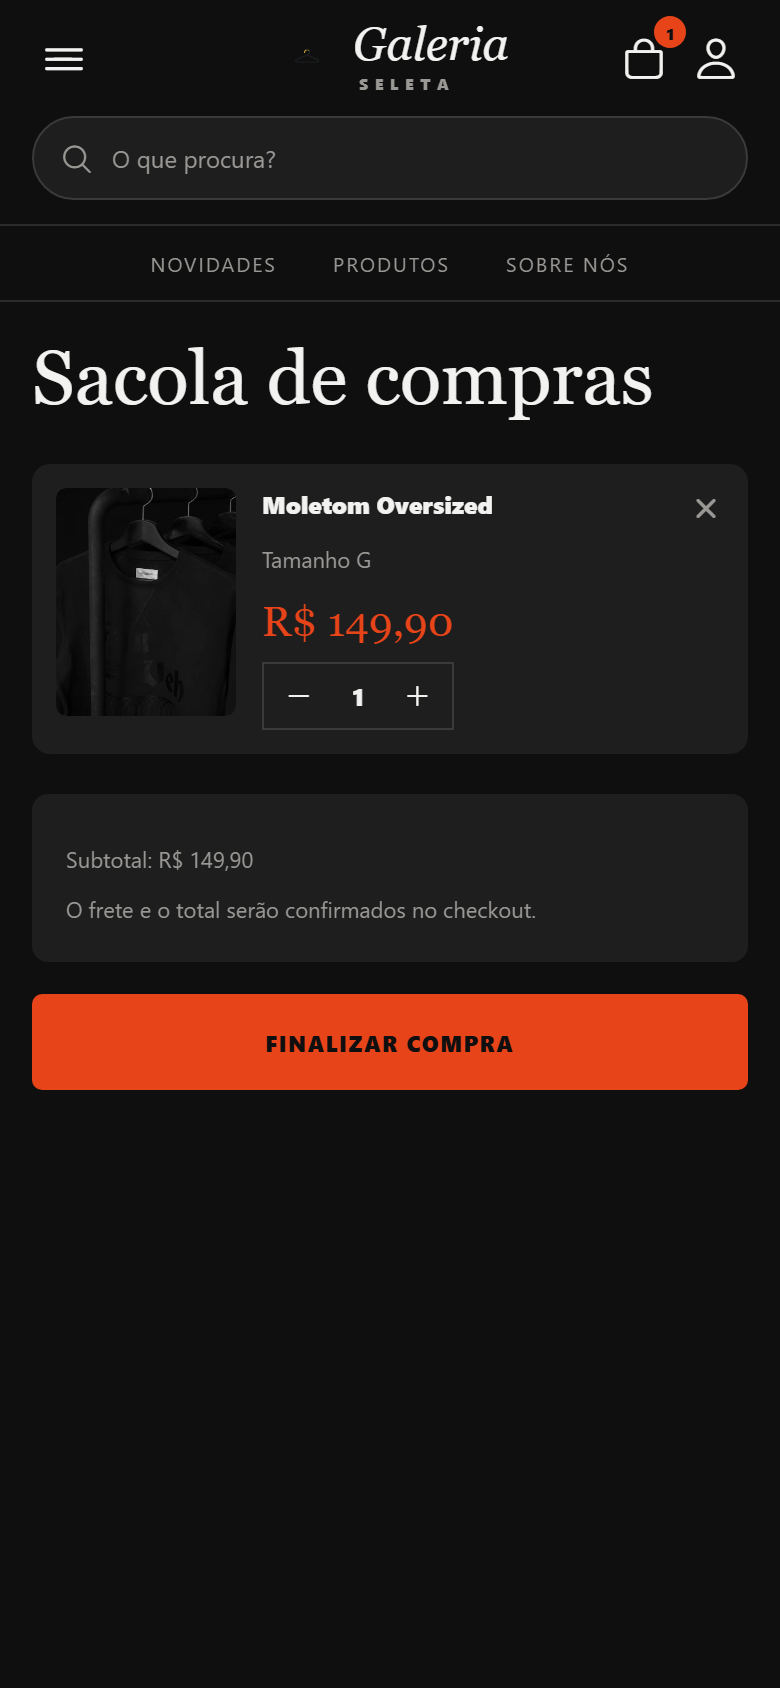 Galeria
SELETA
1
O que procura?
NOVIDADES PRODUTOS SOBRE NÓS
Sacola de compras
Moletom Oversized
Tamanho G
R$ 149,90
1
Subtotal: R$ 149,90
O frete e o total serão confirmados no checkout.
FINALIZAR COMPRA